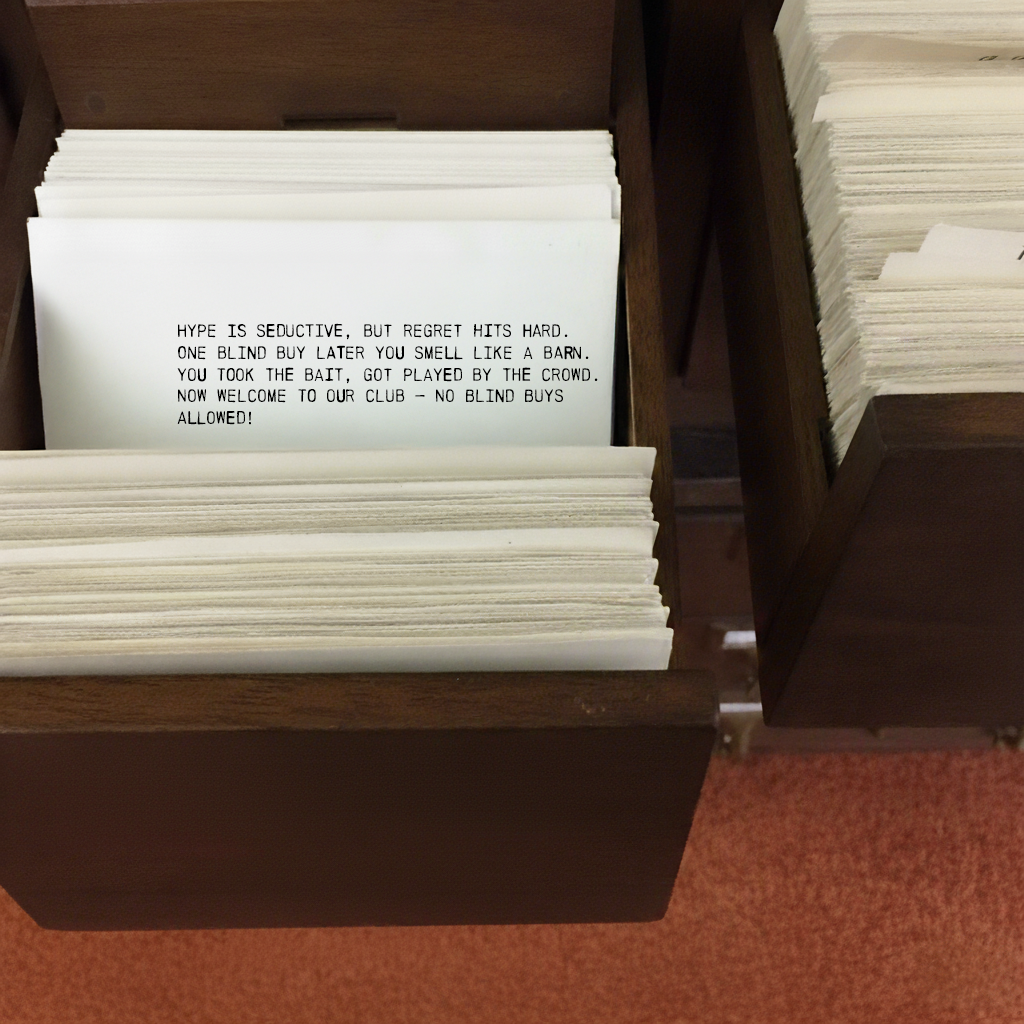 HYPE IS SEDUCTIVE, BUT REGRET HITS HARD.
ONE BLIND BUY LATER YOU SMELL LIKE A BARN.
YOU TOOK THE BAIT, GOT PLAYED BY THE CROWD.
NOW WELCOME TO OUR CLUB — NO BLIND BUYS
ALLOWED!